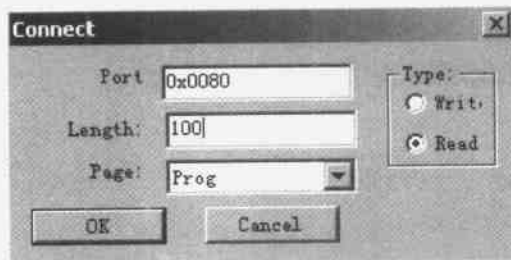 Connect
Port 0x0080
Type:
Writ
Length: 100
Read
Page: Prog
OK Cancel